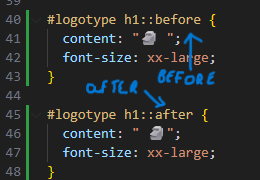 39
40 #logotype h1::before {
41 content: "🗿 ";
42 font-size: xx-large;
43 }
BEFORE
AFTER
44
45 #logotype h1::after {
46 content: " 🗿";
47 font-size: xx-large;
48 }